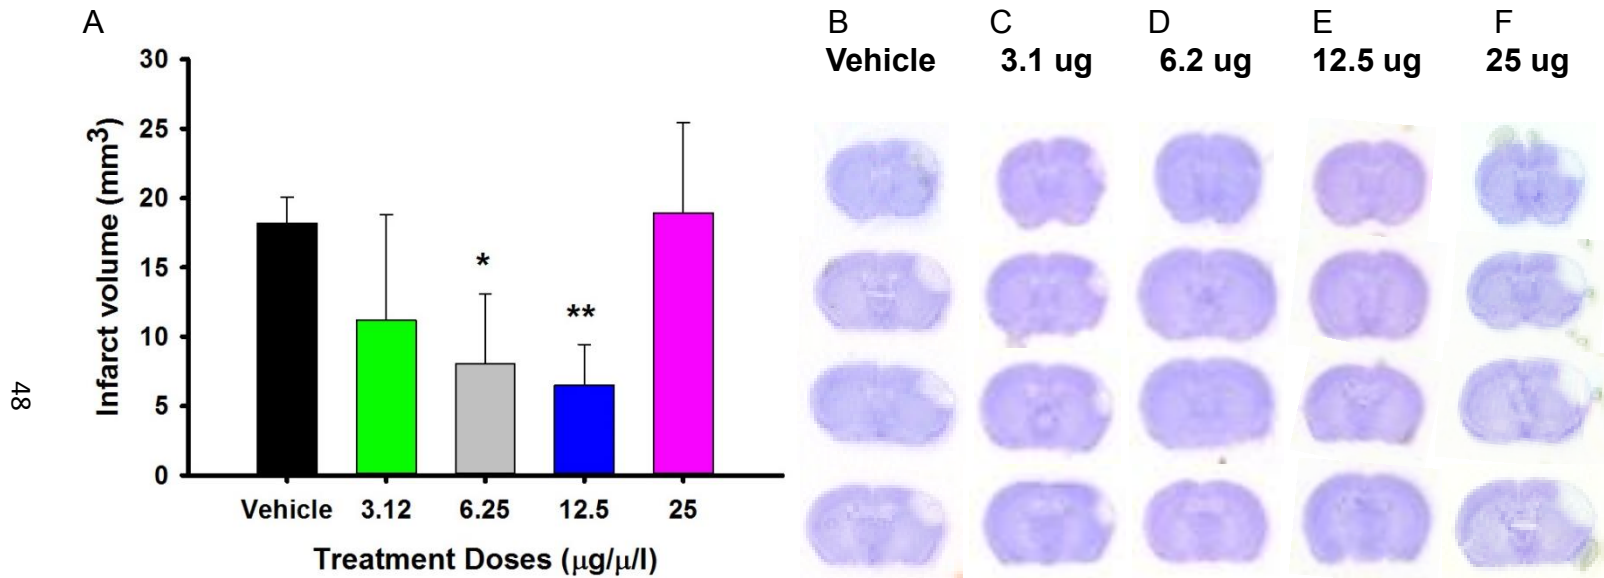 A
B
C
D
E
F
Vehicle
3.1 ug
6.2 ug
12.5 ug
25 ug
30
25
20
15
10
5
0
Infarct volume (mm³)
*
**
Vehicle
3.12
6.25
12.5
25
Treatment Doses (μg/μ/l)
48